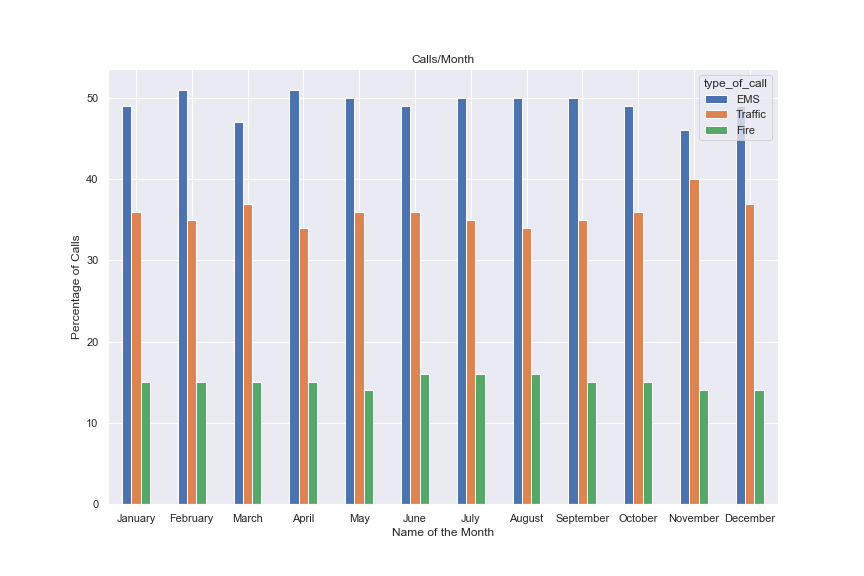 Calls/Month
type_of_call
EMS
Traffic
Fire
Percentage of Calls
50
40
30
20
10
0
January February March April May June July August September October November December
Name of the Month